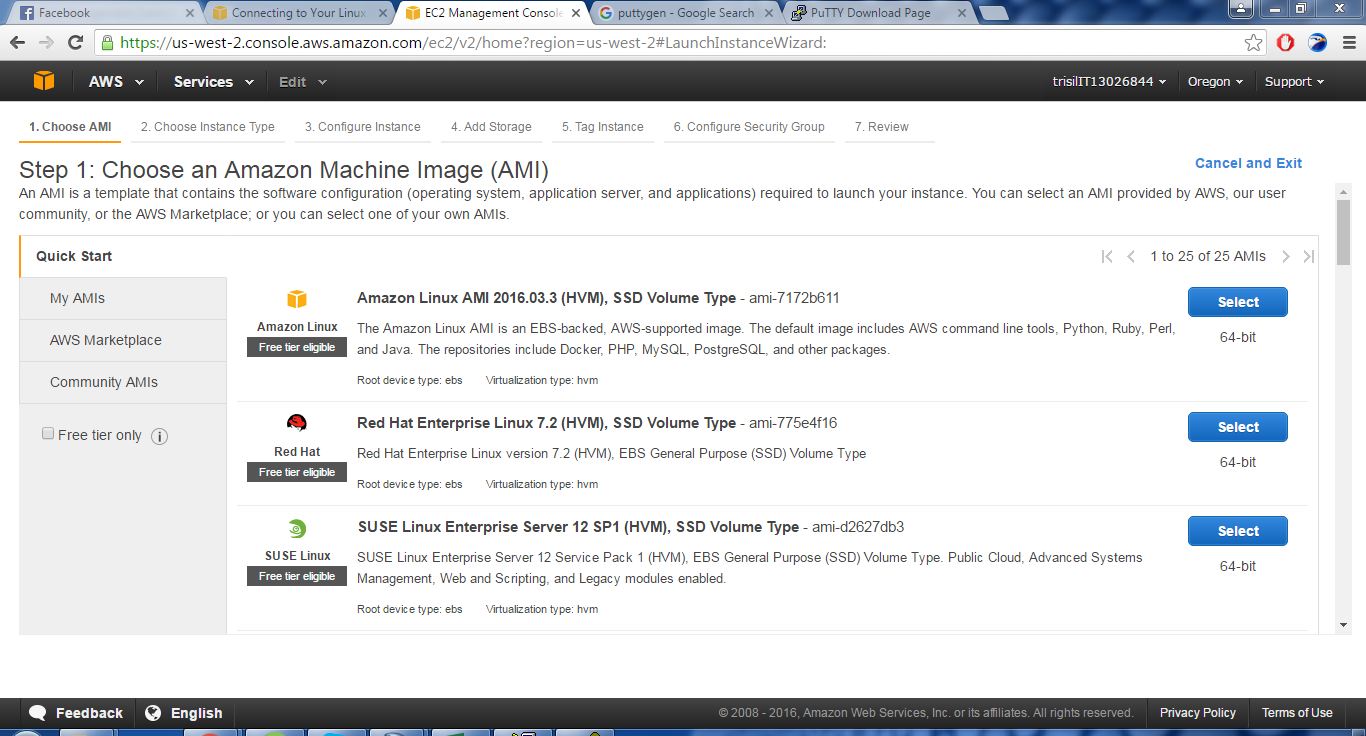 Facebook
Connecting to Your Linux
EC2 Management Console
puttygen - Google Search
PuTTY Download Page
https://us-west-2.console.aws.amazon.com/ec2/v2/home?region=us-west-2#LaunchInstanceWizard:
AWS
Services
Edit
trisilIT13026844
Oregon
Support
1. Choose AMI
2. Choose Instance Type
3. Configure Instance
4. Add Storage
5. Tag Instance
6. Configure Security Group
7. Review
Step 1: Choose an Amazon Machine Image (AMI)
Cancel and Exit
An AMI is a template that contains the software configuration (operating system, application server, and applications) required to launch your instance. You can select an AMI provided by AWS, our user
community, or the AWS Marketplace; or you can select one of your own AMIs.
Quick Start
My AMIs
AWS Marketplace
Community AMIs
Free tier only
1 to 25 of 25 AMIs
Amazon Linux
Free tier eligible
Amazon Linux AMI 2016.03.3 (HVM), SSD Volume Type - ami-7172b611
The Amazon Linux AMI is an EBS-backed, AWS-supported image. The default image includes AWS command line tools, Python, Ruby, Perl,
and Java. The repositories include Docker, PHP, MySQL, PostgreSQL, and other packages.
Root device type: ebs Virtualization type: hvm
Select
64-bit
Red Hat
Free tier eligible
Red Hat Enterprise Linux 7.2 (HVM), SSD Volume Type - ami-775e4f16
Red Hat Enterprise Linux version 7.2 (HVM), EBS General Purpose (SSD) Volume Type
Root device type: ebs Virtualization type: hvm
Select
64-bit
SUSE Linux
Free tier eligible
SUSE Linux Enterprise Server 12 SP1 (HVM), SSD Volume Type - ami-d2627db3
SUSE Linux Enterprise Server 12 Service Pack 1 (HVM), EBS General Purpose (SSD) Volume Type. Public Cloud, Advanced Systems
Management, Web and Scripting, and Legacy modules enabled.
Root device type: ebs Virtualization type: hvm
Select
64-bit
Feedback
English
© 2008 - 2016, Amazon Web Services, Inc. or its affiliates. All rights reserved.
Privacy Policy
Terms of Use